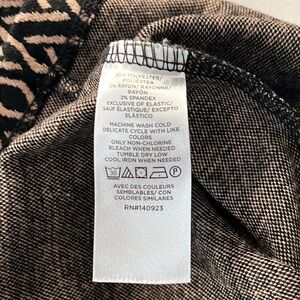 POLYESTER/
POLIÉSTER
RAYON/RAYONNE/
RAYON
2% SPANDEX
EXCLUSIVE OF ELASTIC/
SAUF ÉLASTIQUE/EXCEPTO
ELÁSTICO
MACHINE WASH COLD
DELICATE CYCLE WITH LIKE
COLORS
ONLY NON-CHLORINE
BLEACH WHEN NEEDED
TUMBLE DRY LOW
COOL IRON WHEN NEEDED
AVEC DES COULEURS
SEMBLABLES/ CON
COLORES SIMILARES
RN#140923